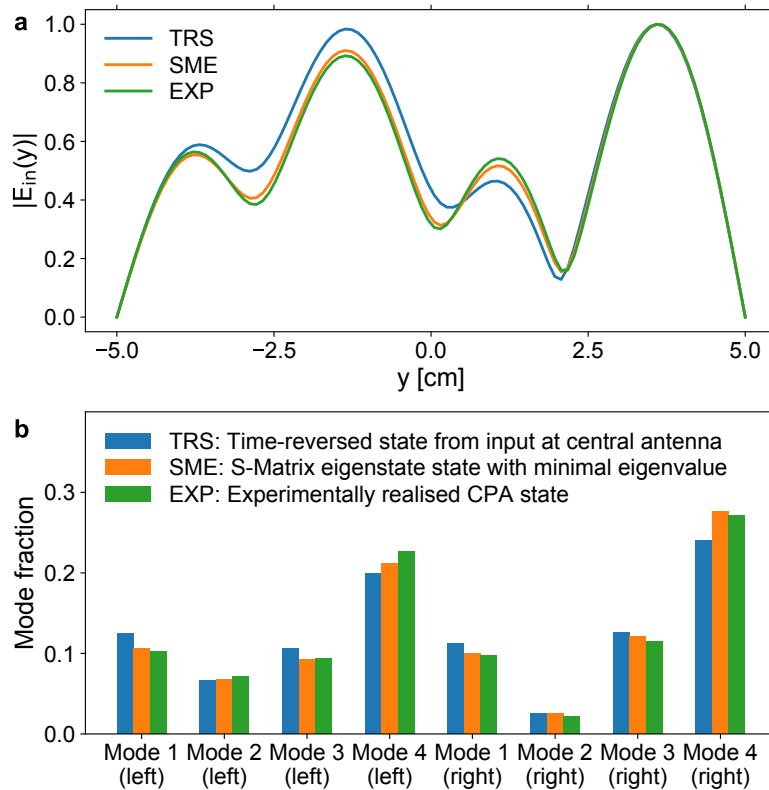 a
TRS
SME
EXP
|E_in(y)|
1.0
0.8
0.6
0.4
0.2
0.0
−5.0 −2.5 0.0 2.5 5.0
y [cm]
b
TRS: Time-reversed state from input at central antenna
SME: S-Matrix eigenstate state with minimal eigenvalue
EXP: Experimentally realised CPA state
Mode fraction
0.3
0.2
0.1
0.0
Mode 1 Mode 2 Mode 3 Mode 4 Mode 1 Mode 2 Mode 3 Mode 4
(left) (left) (left) (left) (right) (right) (right) (right)